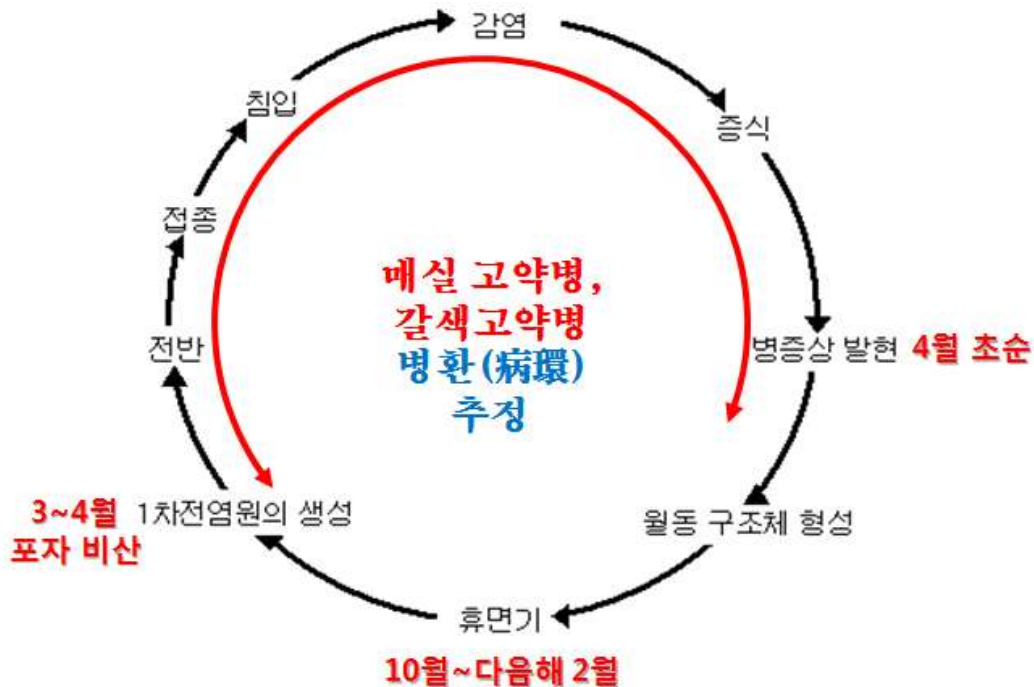 감염
침입
증식
접종
매실 고약병,
갈색고약병
병환(病環)
추정
전반
병증상 발현 4월 초순
3~4월 1차전염원의 생성
포자 비산
월동 구조체 형성
휴면기
10월~다음해 2월